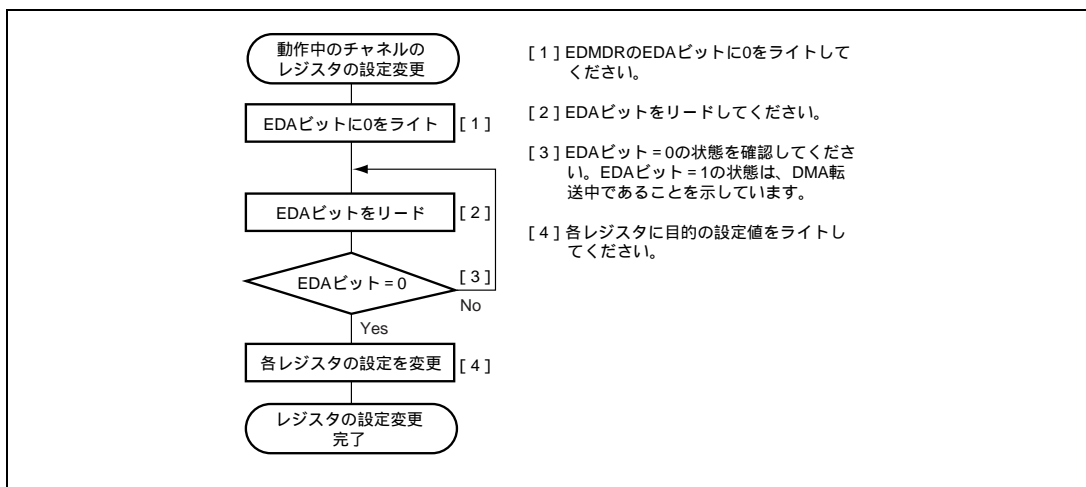 動作中のチャネルの
レジスタの設定変更
EDAビットに0をライト [ 1 ]
EDAビットをリード [ 2 ]
EDAビット = 0 [ 3 ]
No
Yes
各レジスタの設定を変更 [ 4 ]
レジスタの設定変更
完了
[ 1 ] EDMDRのEDAビットに0をライトして
ください。
[ 2 ] EDAビットをリードしてください。
[ 3 ] EDAビット = 0の状態を確認してくださ
い。EDAビット = 1の状態は、DMA転
送中であることを示しています。
[ 4 ] 各レジスタに目的の設定値をライトし
てください。